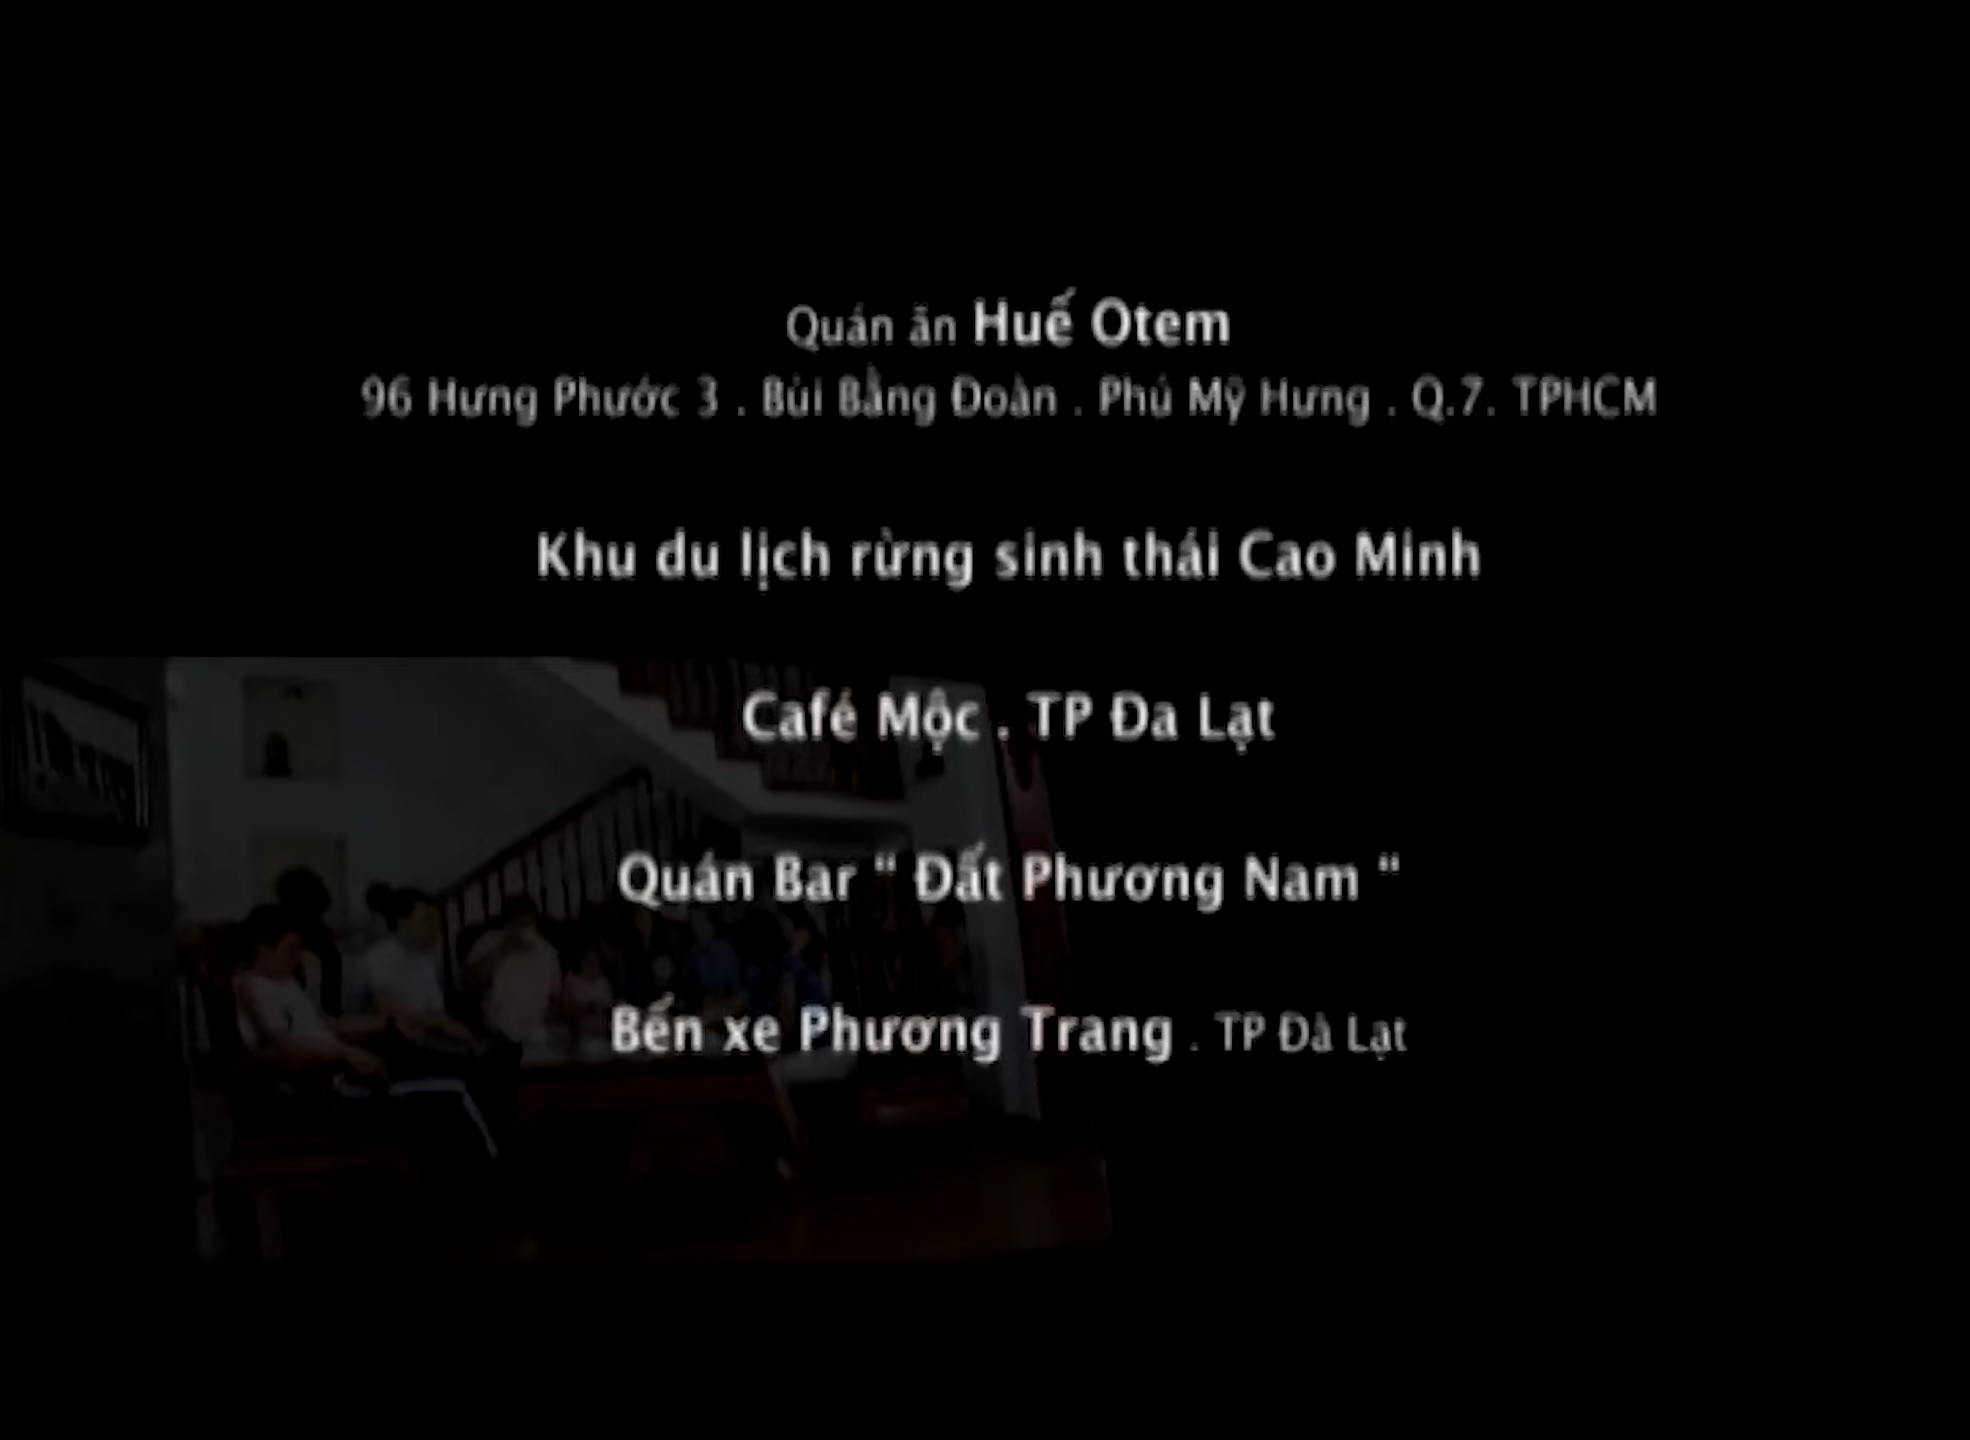 Quán ăn Huế Otem
96 Hưng Phước 3 . Bùi Bằng Đoàn . Phú Mỹ Hưng . Q.7. TPHCM
Khu du lịch rừng sinh thái Cao Minh
Café Mộc . TP Đa Lạt
Quán Bar " Đất Phương Nam "
Bến xe Phương Trang . TP Đà Lạt